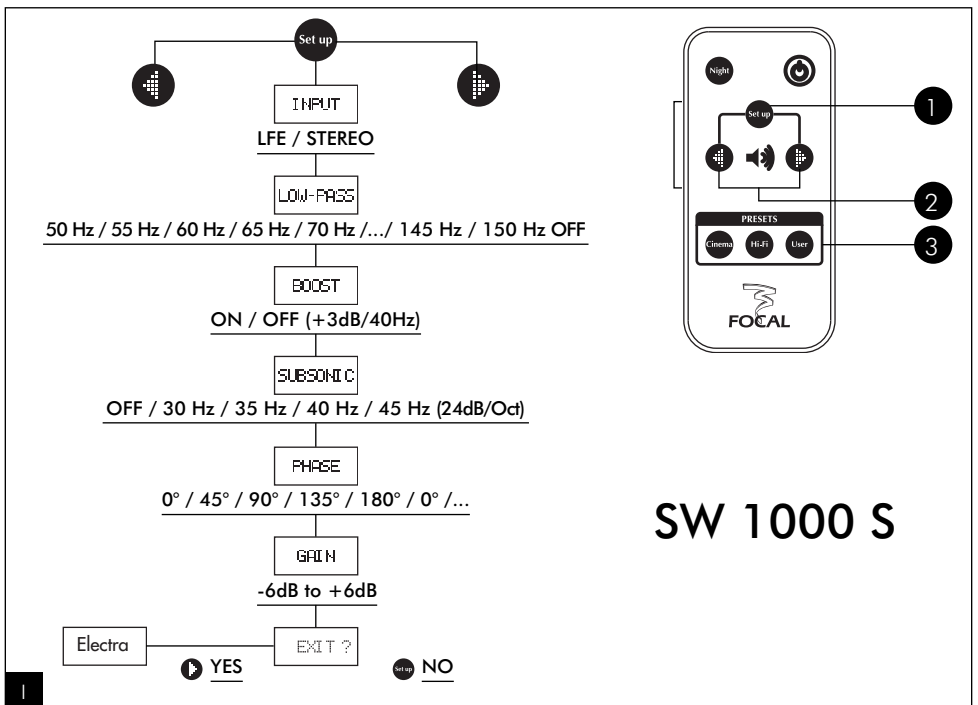 Set up
INPUT
LFE / STEREO
LOW-PASS
50 Hz / 55 Hz / 60 Hz / 65 Hz / 70 Hz /.../ 145 Hz / 150 Hz OFF
BOOST
ON / OFF (+3dB/40Hz)
SUBSONIC
OFF / 30 Hz / 35 Hz / 40 Hz / 45 Hz (24dB/Oct)
PHASE
0° / 45° / 90° / 135° / 180° / 0° /...
GAIN
-6dB to +6dB
Electra
EXIT ?
YES
Set up NO
I
Night
Set up
1
2
PRESETS
Cinema Hi-Fi User
3
FOCAL
SW 1000 S